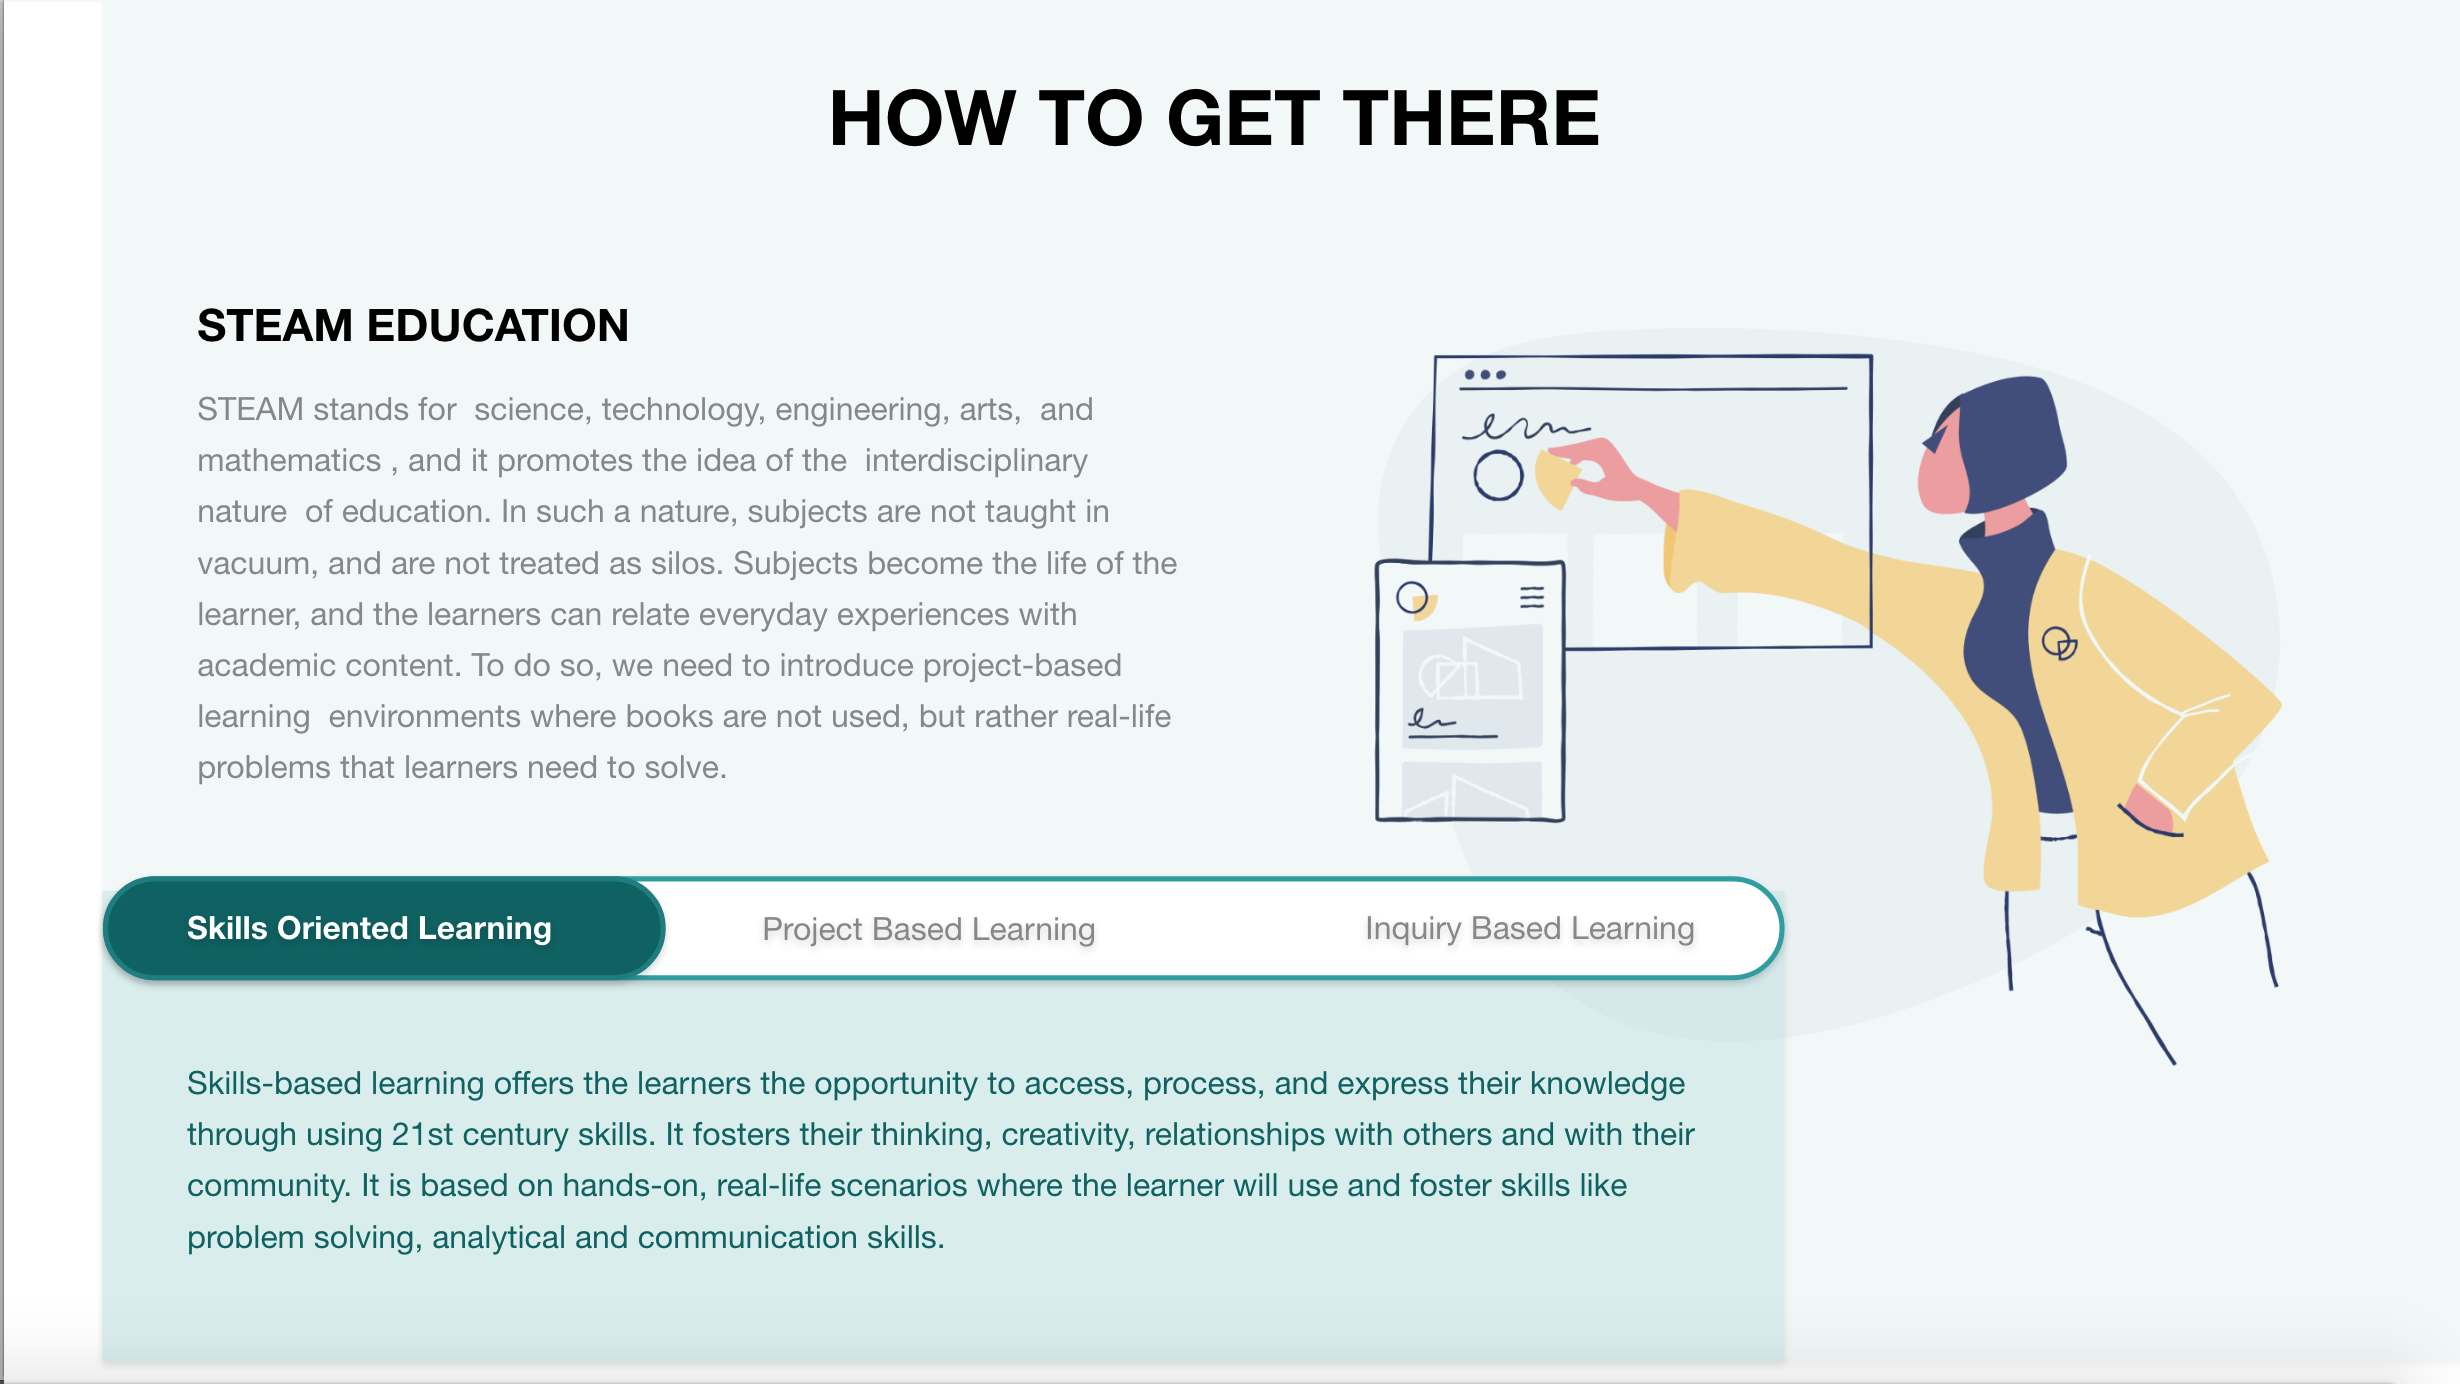 HOW TO GET THERE
STEAM EDUCATION
STEAM stands for  science, technology, engineering, arts,  and
mathematics , and it promotes the idea of the  interdisciplinary
nature  of education. In such a nature, subjects are not taught in
vacuum, and are not treated as silos. Subjects become the life of the
learner, and the learners can relate everyday experiences with
academic content. To do so, we need to introduce project-based
learning  environments where books are not used, but rather real-life
problems that learners need to solve.
Skills Oriented Learning
Project Based Learning
Inquiry Based Learning
Skills-based learning offers the learners the opportunity to access, process, and express their knowledge
through using 21st century skills. It fosters their thinking, creativity, relationships with others and with their
community. It is based on hands-on, real-life scenarios where the learner will use and foster skills like
problem solving, analytical and communication skills.